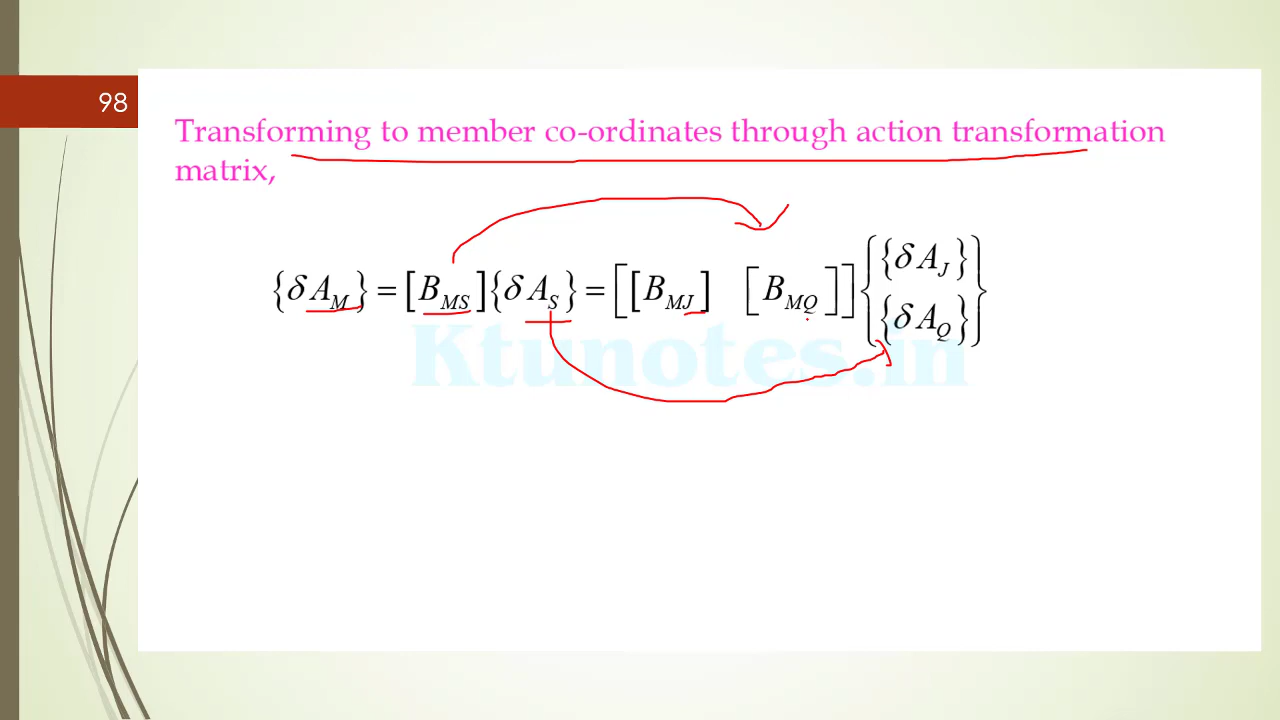 98
Transforming to member co-ordinates through action transformation
matrix,
{δA_M} = [B_MS]{δA_S} = [[B_MJ] [B_MQ]] { {δA_J} {δA_Q} }
Ktunotes.in